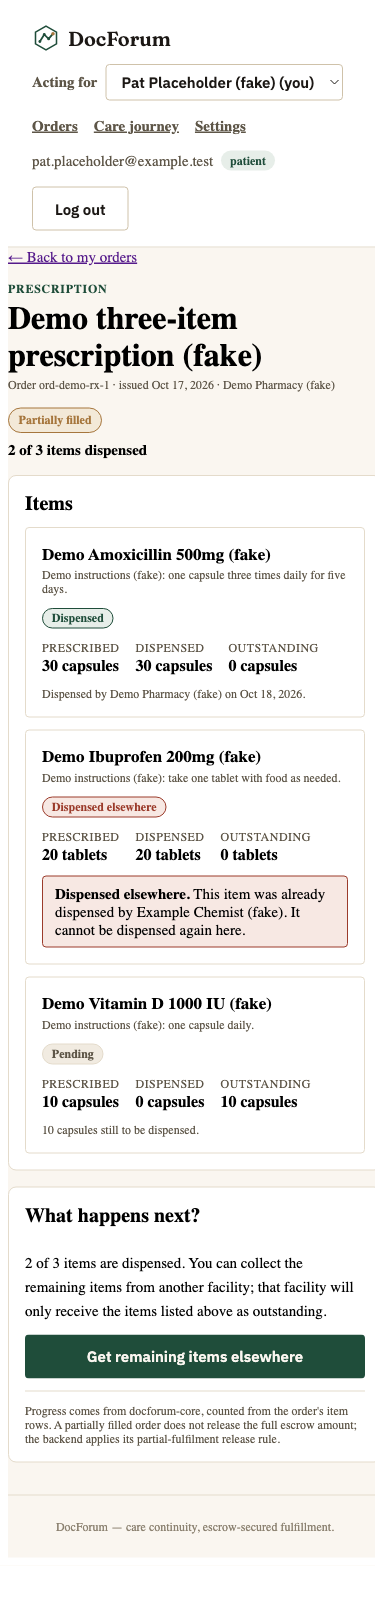 DocForum
Acting for Pat Placeholder (fake) (you)
Orders Care journey Settings
pat.placeholder@example.test patient
Log out
← Back to my orders
PRESCRIPTION
Demo three-item
prescription (fake)
Order ord-demo-rx-1 · issued Oct 17, 2026 · Demo Pharmacy (fake)
Partially filled
2 of 3 items dispensed
Items
Demo Amoxicillin 500mg (fake)
Demo instructions (fake): one capsule three times daily for five
days.
Dispensed
PRESCRIBED DISPENSED OUTSTANDING
30 capsules 30 capsules 0 capsules
Dispensed by Demo Pharmacy (fake) on Oct 18, 2026.
Demo Ibuprofen 200mg (fake)
Demo instructions (fake): take one tablet with food as needed.
Dispensed elsewhere
PRESCRIBED DISPENSED OUTSTANDING
20 tablets 20 tablets 0 tablets
Dispensed elsewhere. This item was already
dispensed by Example Chemist (fake). It
cannot be dispensed again here.
Demo Vitamin D 1000 IU (fake)
Demo instructions (fake): one capsule daily.
Pending
PRESCRIBED DISPENSED OUTSTANDING
10 capsules 0 capsules 10 capsules
10 capsules still to be dispensed.
What happens next?
2 of 3 items are dispensed. You can collect the
remaining items from another facility; that facility will
only receive the items listed above as outstanding.
Get remaining items elsewhere
Progress comes from docforum-core, counted from the order's item
rows. A partially filled order does not release the full escrow amount;
the backend applies its partial-fulfilment release rule.
DocForum — care continuity, escrow-secured fulfillment.